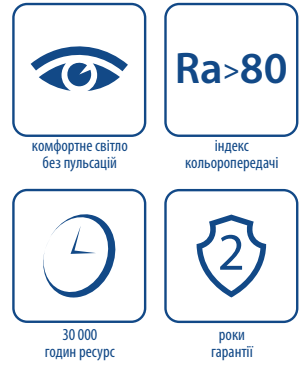 Ra>80
комфортне світло
без пульсацій
індекс
кольоропередачі
2
30 000
годин ресурс
роки
гарантії